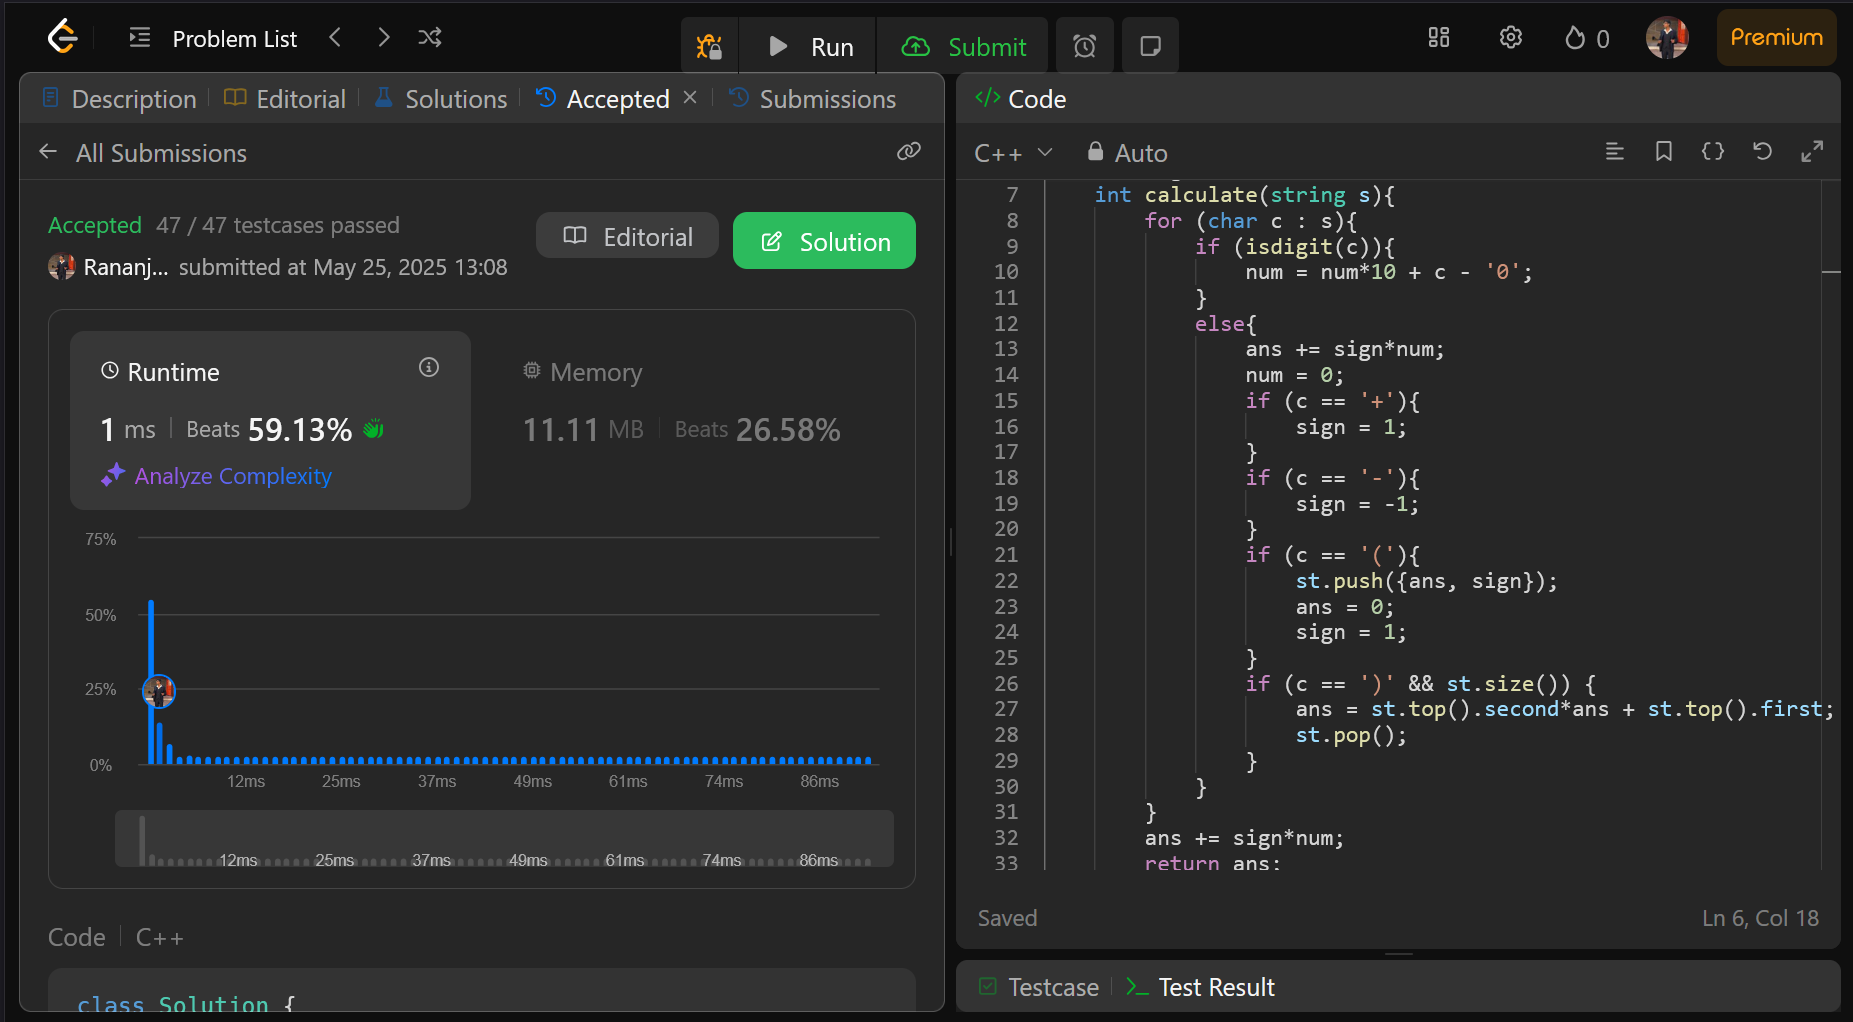 Problem List
Run
Submit
0
Premium
Description
Editorial
Solutions
Accepted
Submissions
All Submissions
Accepted 47 / 47 testcases passed
Rananj... submitted at May 25, 2025 13:08
Editorial
Solution
Runtime
1 ms
Beats 59.13%
Analyze Complexity
Memory
11.11 MB
Beats 26.58%
75%
50%
25%
0%
12ms 25ms 37ms 49ms 61ms 74ms 86ms
12ms 25ms 37ms 49ms 61ms 74ms 86ms
Code
C++
class Solution {
</> Code
C++
Auto
7 int calculate(string s){
8 for (char c : s){
9 if (isdigit(c)){
10 num = num*10 + c - '0';
11 }
12 else{
13 ans += sign*num;
14 num = 0;
15 if (c == '+'){
16 sign = 1;
17 }
18 if (c == '-'){
19 sign = -1;
20 }
21 if (c == '('){
22 st.push({ans, sign});
23 ans = 0;
24 sign = 1;
25 }
26 if (c == ')' && st.size()) {
27 ans = st.top().second*ans + st.top().first;
28 st.pop();
29 }
30 }
31 }
32 ans += sign*num;
33 return ans;
Saved
Ln 6, Col 18
Testcase
Test Result